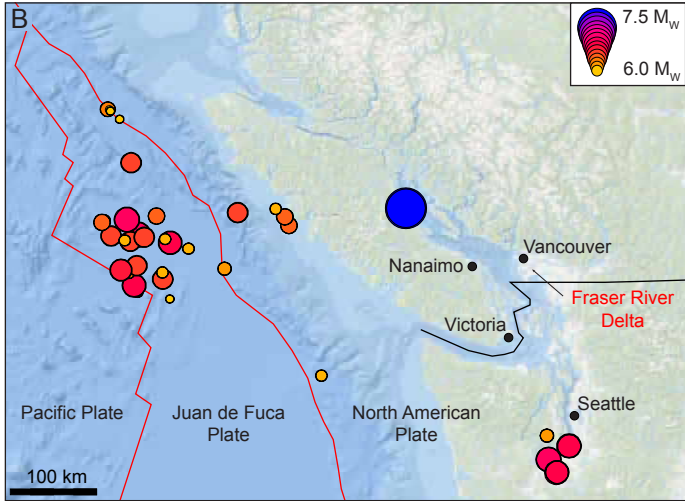 B
7.5 Mw
6.0 Mw
Vancouver
Nanaimo
Fraser River
Delta
Victoria
Pacific Plate
Juan de Fuca
Plate
North American
Plate
Seattle
100 km